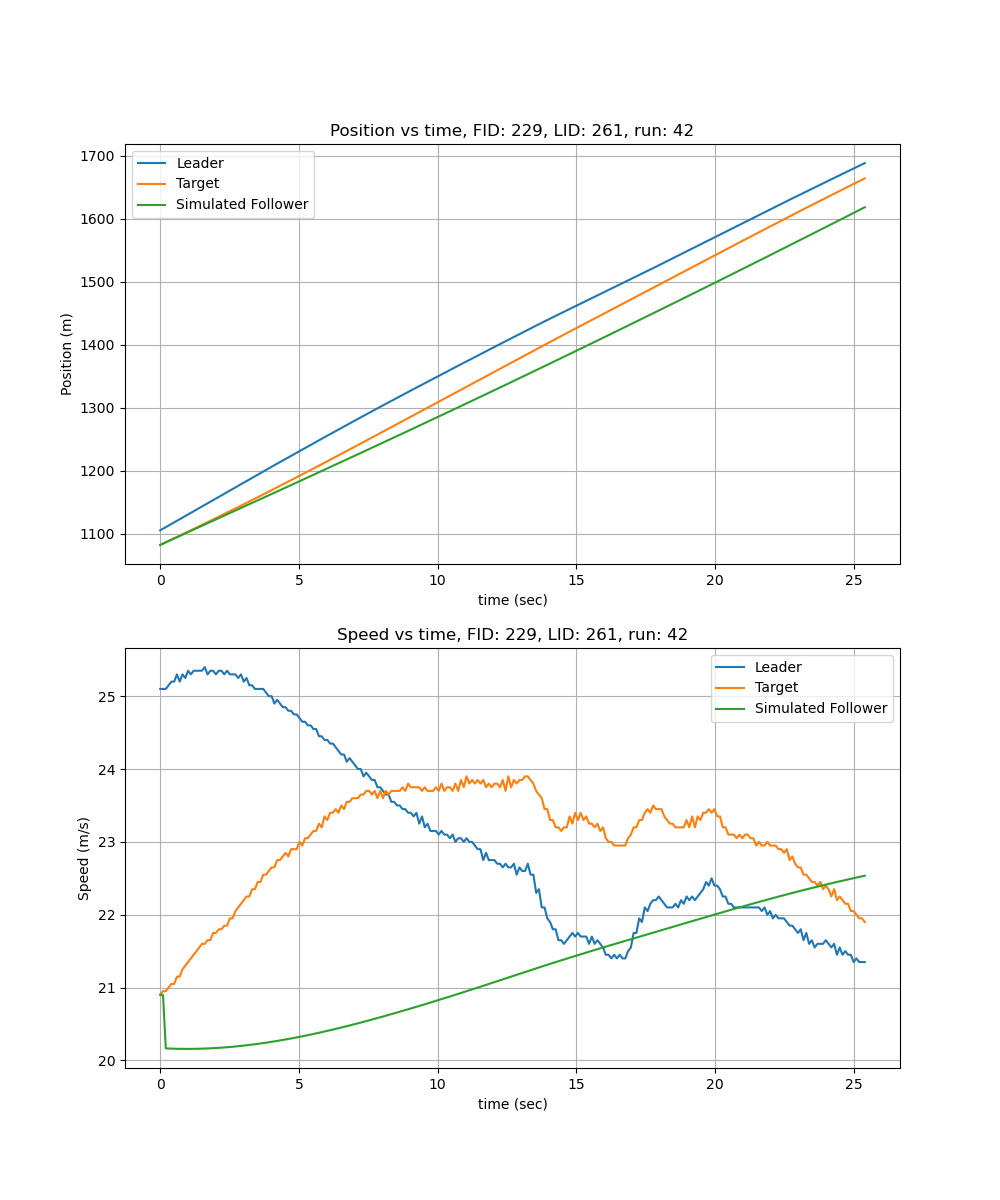 Position vs time, FID: 229, LID: 261, run: 42
Leader
Target
Simulated Follower
1700
1600
1500
1400
1300
1200
1100
Position (m)
0 5 10 15 20 25
time (sec)
Speed vs time, FID: 229, LID: 261, run: 42
Leader
Target
Simulated Follower
25
24
23
22
21
20
Speed (m/s)
0 5 10 15 20 25
time (sec)